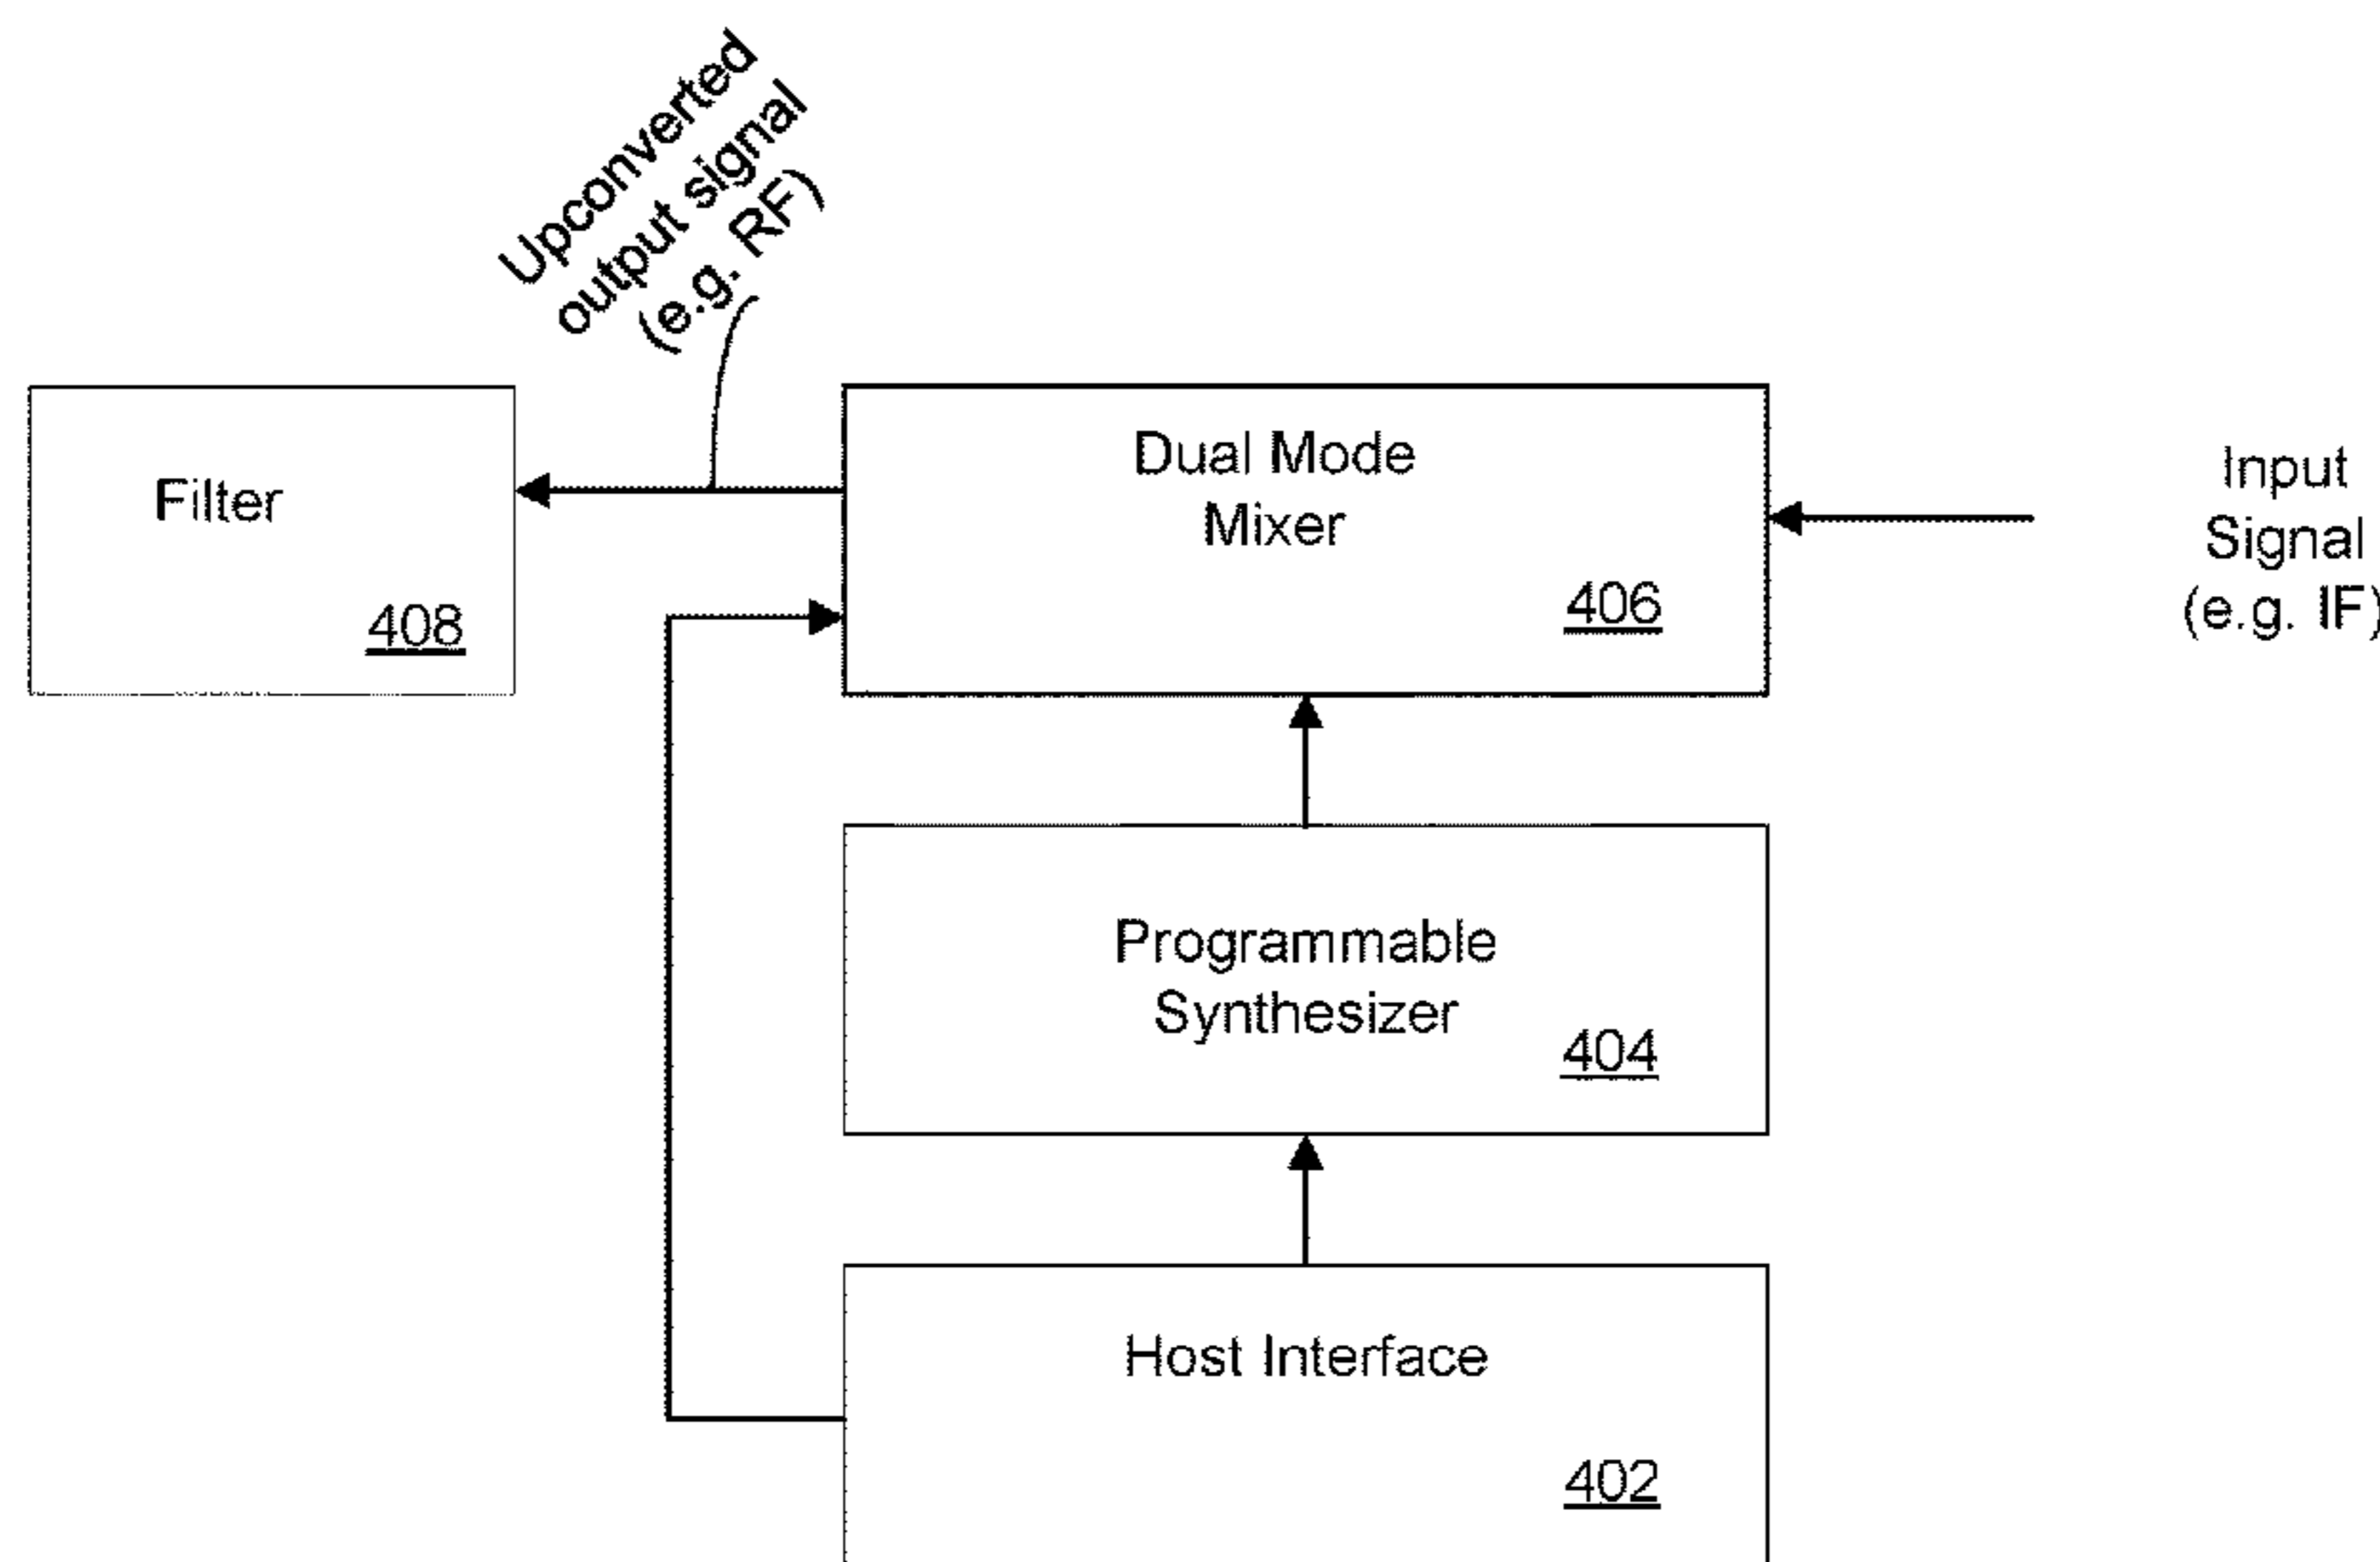 Upconverted
output signal
(e.g. RF)
Filter
408
Dual Mode
Mixer
406
Input
Signal
(e.g. IF)
Programmable
Synthesizer
404
Host Interface
402